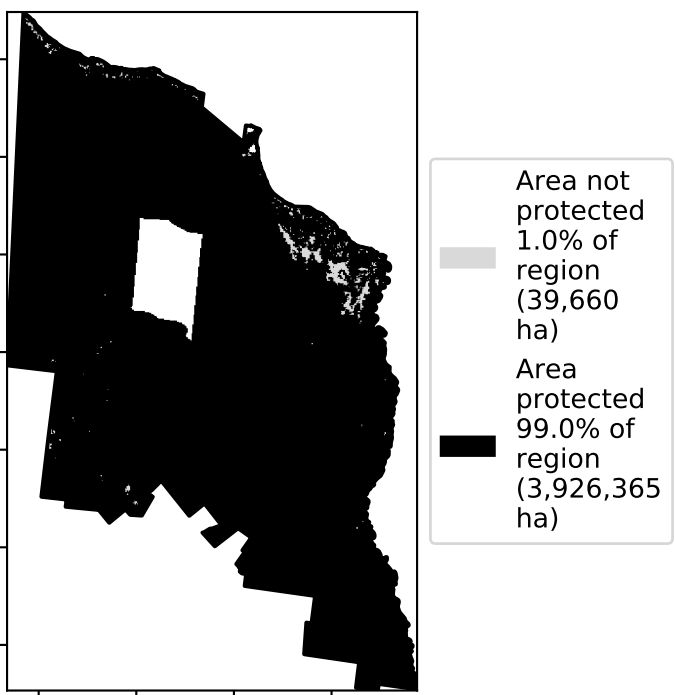 Area not
protected
1.0% of
region
(39,660
ha)
Area
protected
99.0% of
region
(3,926,365
ha)